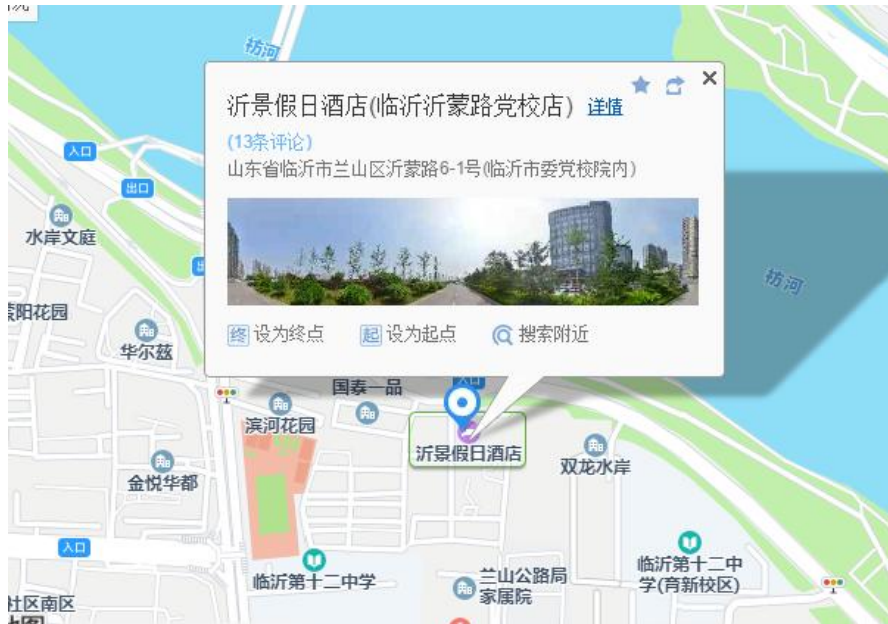 祊河
沂景假日酒店(临沂沂蒙路党校店) 详情
(13条评论)
山东省临沂市兰山区沂蒙路6-1号(临沂市委党校院内)
入口
出口
水岸文庭
祊河
阳花园
华尔兹
终 设为终点
起 设为起点
搜索附近
国泰一品
入口
滨河花园
沂景假日酒店
双龙水岸
金悦华都
入口
临沂第十二中学
兰山公路局
家属院
临沂第十二中
学(育新校区)
社区南区